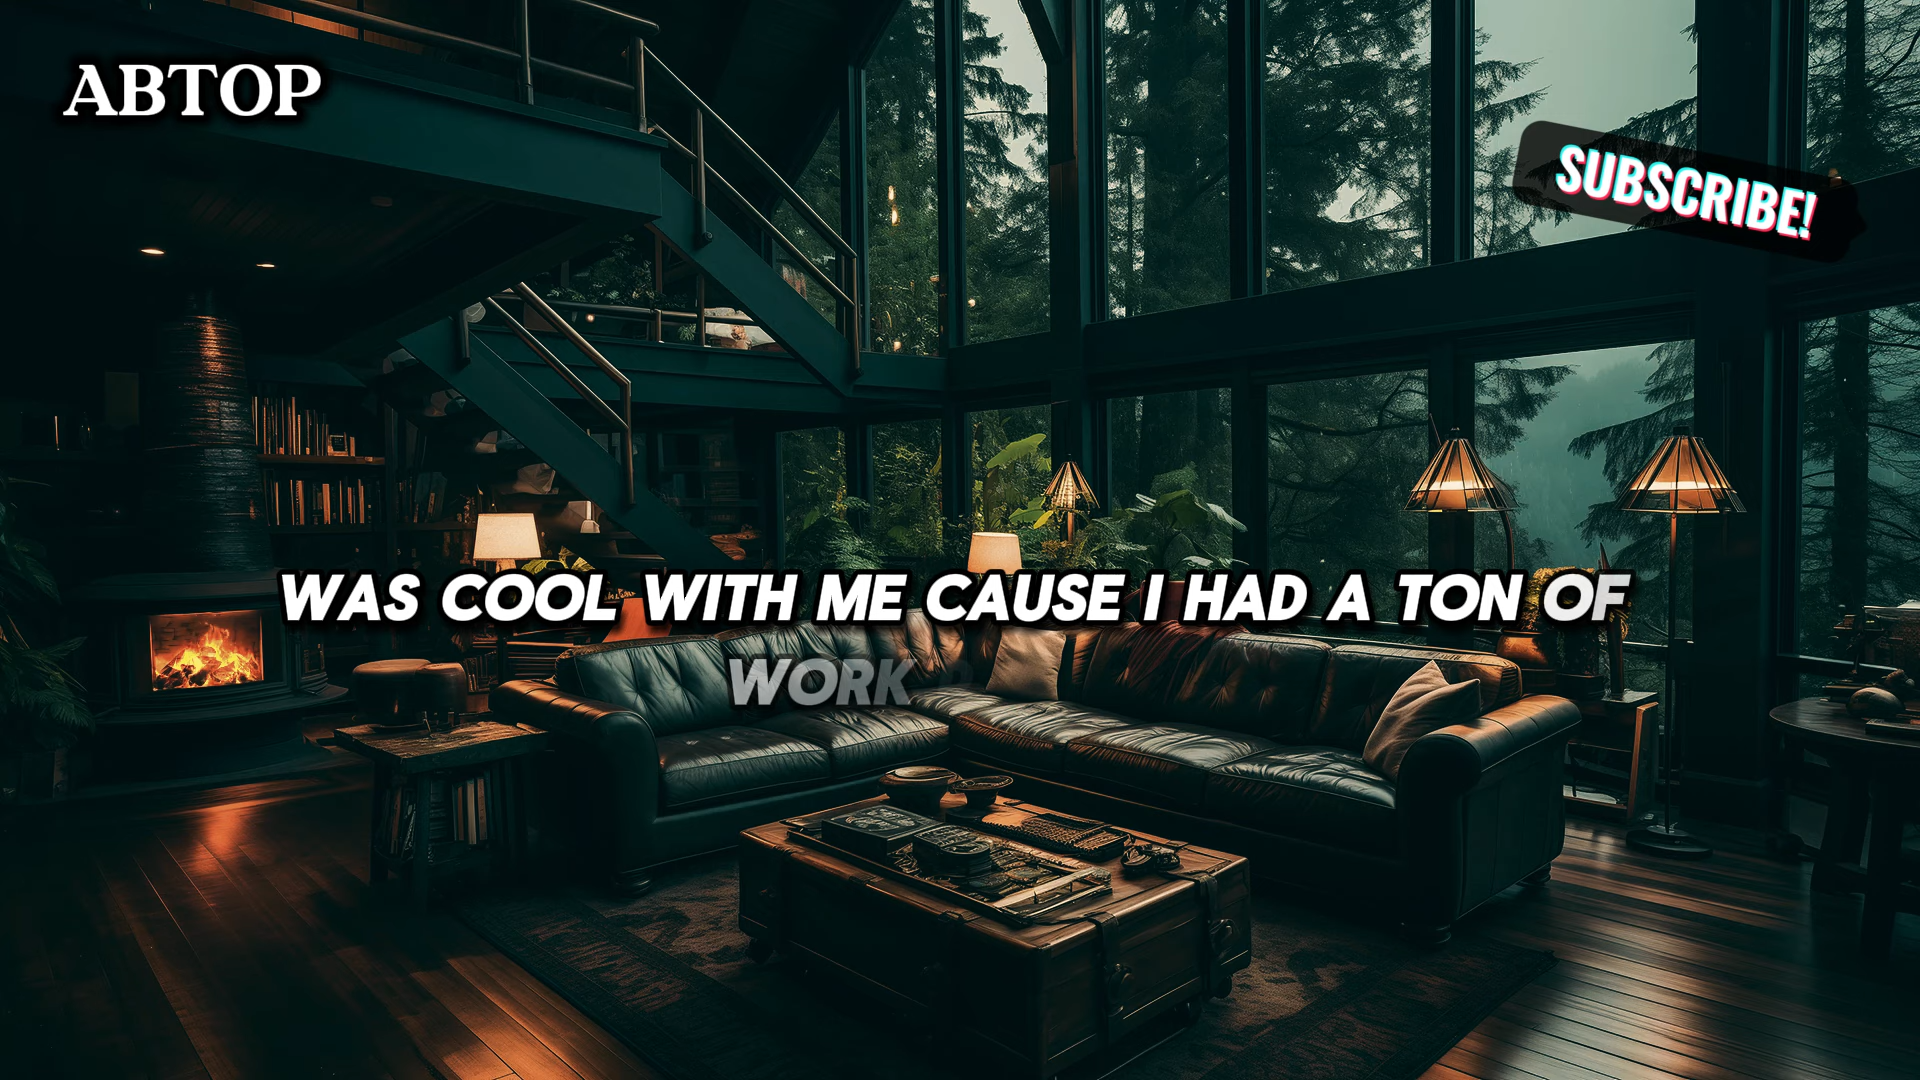 ABTOP
SUBSCRIBE!
WAS COOL WITH ME CAUSE I HAD A TON OF
WORK